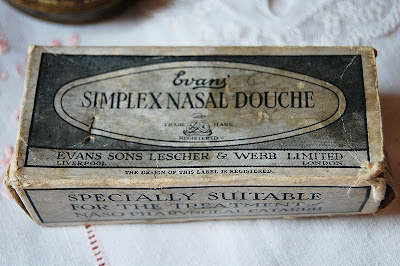 Evans'
SIMPLEX NASAL DOUCHE
TRADE MARK
REGISTERED
EVANS SONS LESCHER & WEBB LIMITED
LIVERPOOL LONDON
THE DESIGN OF THIS LABEL IS REGISTERED.
SPECIALLY SUITABLE
FOR THE TREATMENT of
NASO PHARYNGEAL CATARRH